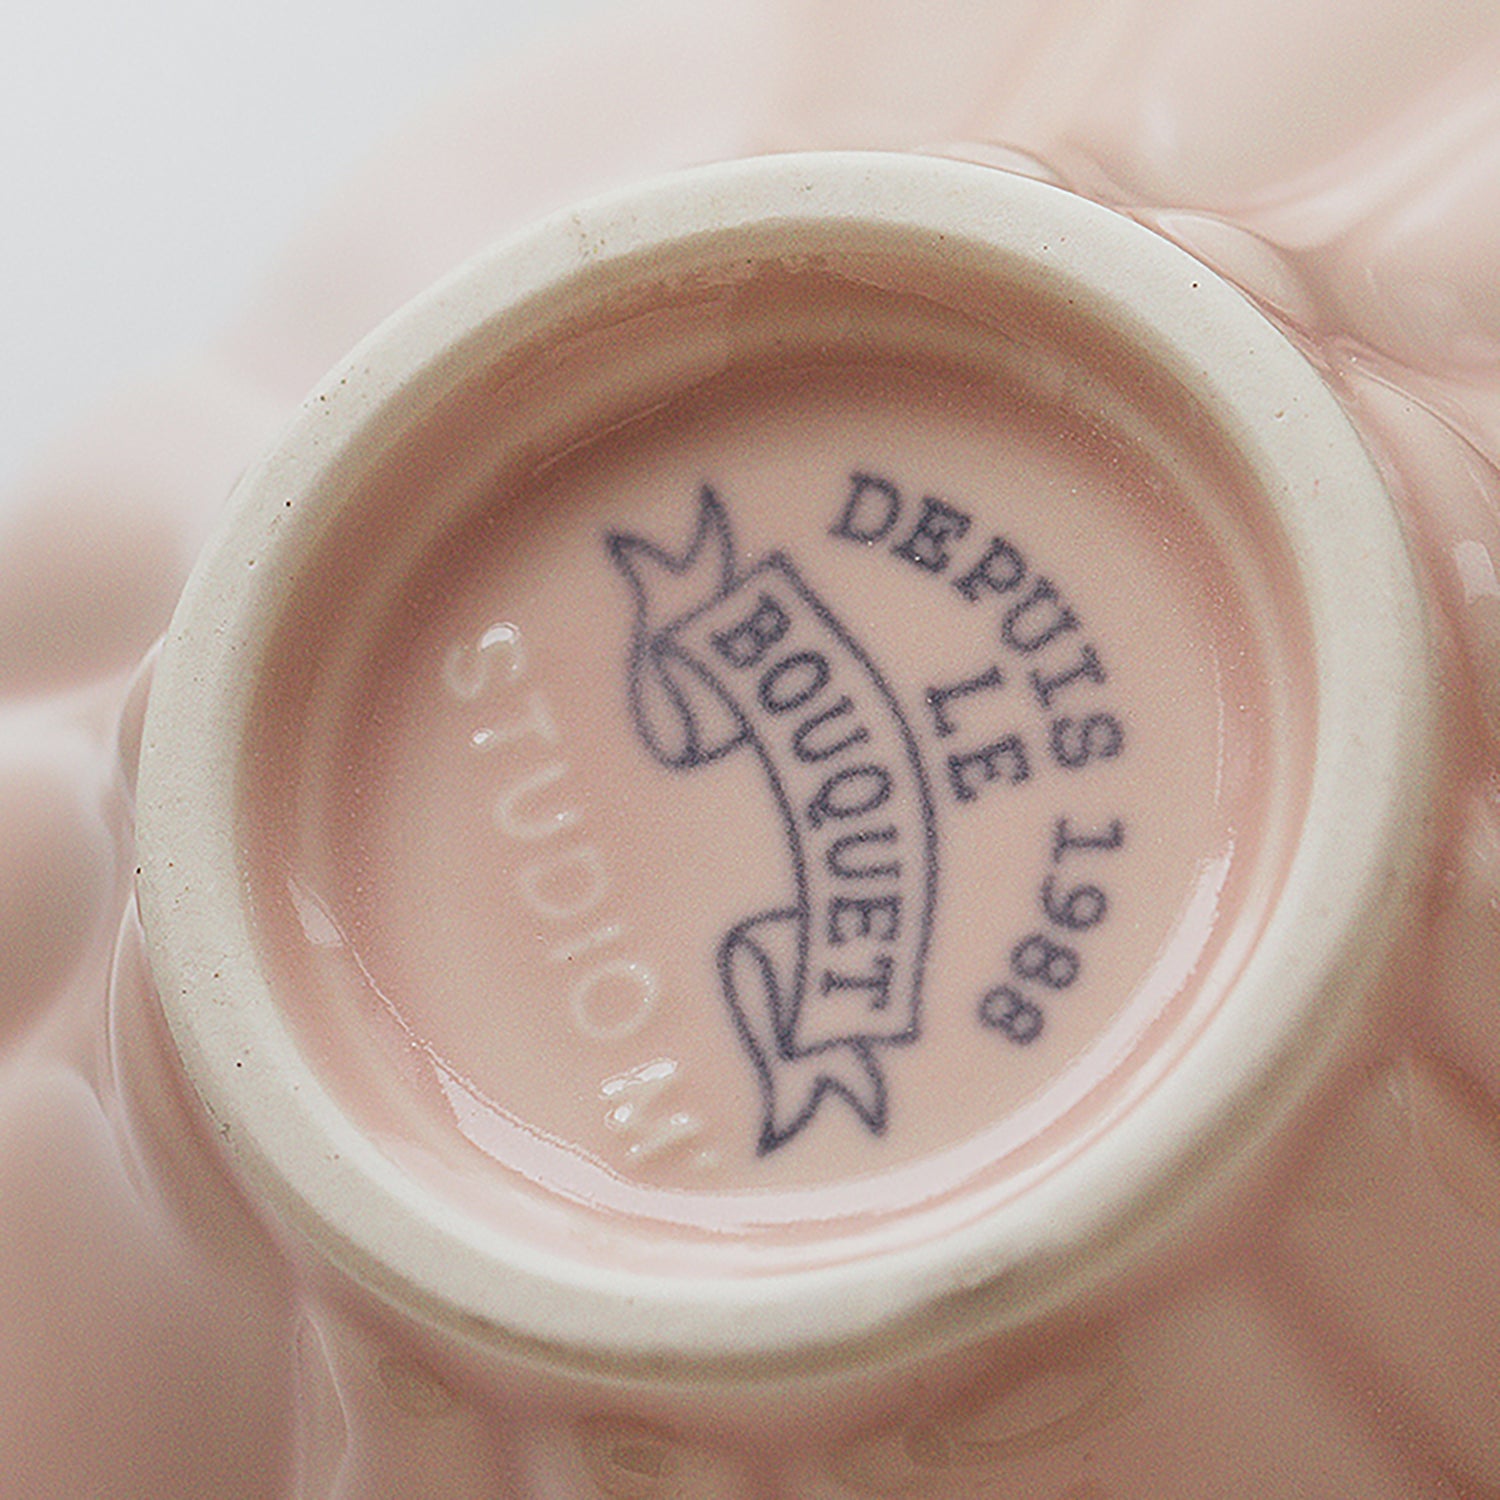 DEPUIS 1988
LE
BOUQUET
STUDIO M'